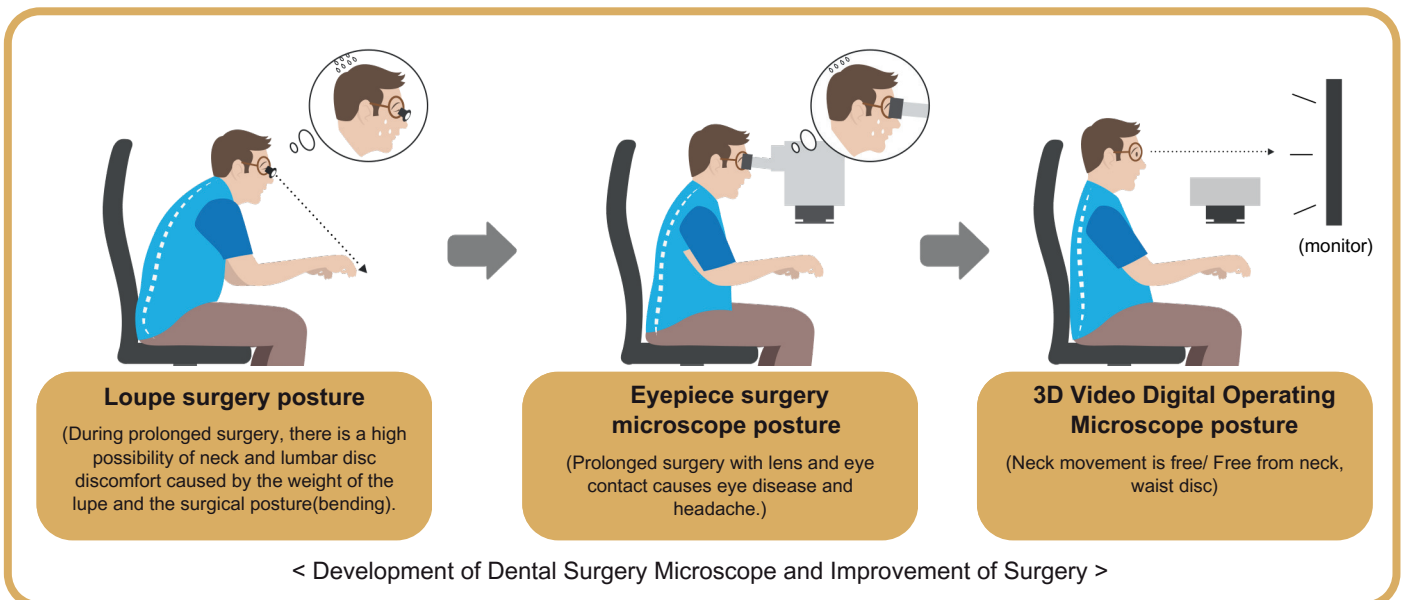 (monitor)
Loupe surgery posture
(During prolonged surgery, there is a high
possibility of neck and lumbar disc
discomfort caused by the weight of the
lupe and the surgical posture(bending).
Eyepiece surgery
microscope posture
(Prolonged surgery with lens and eye
contact causes eye disease and
headache.)
3D Video Digital Operating
Microscope posture
(Neck movement is free/ Free from neck,
waist disc)
< Development of Dental Surgery Microscope and Improvement of Surgery >